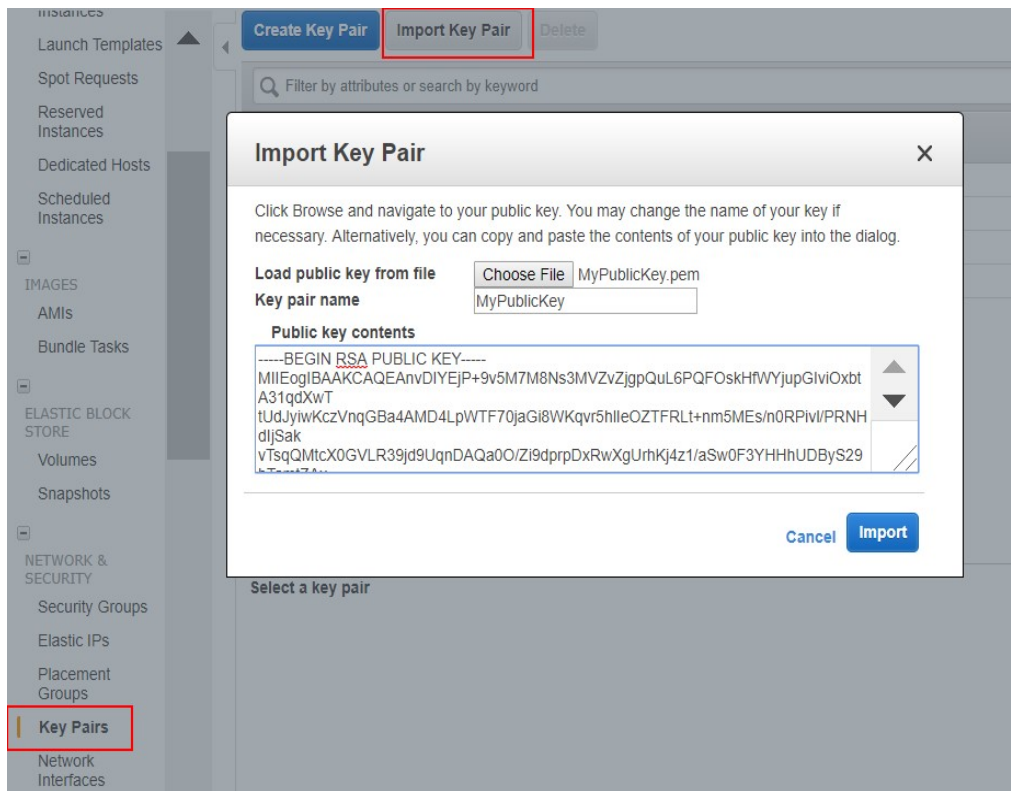 Instances
Launch Templates
Spot Requests
Reserved
Instances
Dedicated Hosts
Scheduled
Instances
IMAGES
AMIs
Bundle Tasks
ELASTIC BLOCK
STORE
Volumes
Snapshots
NETWORK &
SECURITY
Security Groups
Elastic IPs
Placement
Groups
Key Pairs
Network
Interfaces
Create Key Pair
Import Key Pair
Delete
Filter by attributes or search by keyword
Import Key Pair
Click Browse and navigate to your public key. You may change the name of your key if
necessary. Alternatively, you can copy and paste the contents of your public key into the dialog.
Load public key from file Choose File MyPublicKey.pem
Key pair name MyPublicKey
Public key contents
-----BEGIN RSA PUBLIC KEY-----
MIIEogIBAAKCAQEAnvDIYEjP+9v5M7M8Ns3MVZvZjgpQuL6PQFOskHfWYjupGIviOxbt
A31qdXwT
tUdJyiwKczVnqGBa4AMD4LpWTF70jaGi8WKqvr5hlIeOZTFRLt+nm5MEs/n0RPivI/PRNH
dIjSak
vTsqQMtcX0GVLR39jd9UqnDAQa0O/Zi9dprpDxRwXgUrhKj4z1/aSw0F3YHHhUDByS29
Cancel
Import
Select a key pair